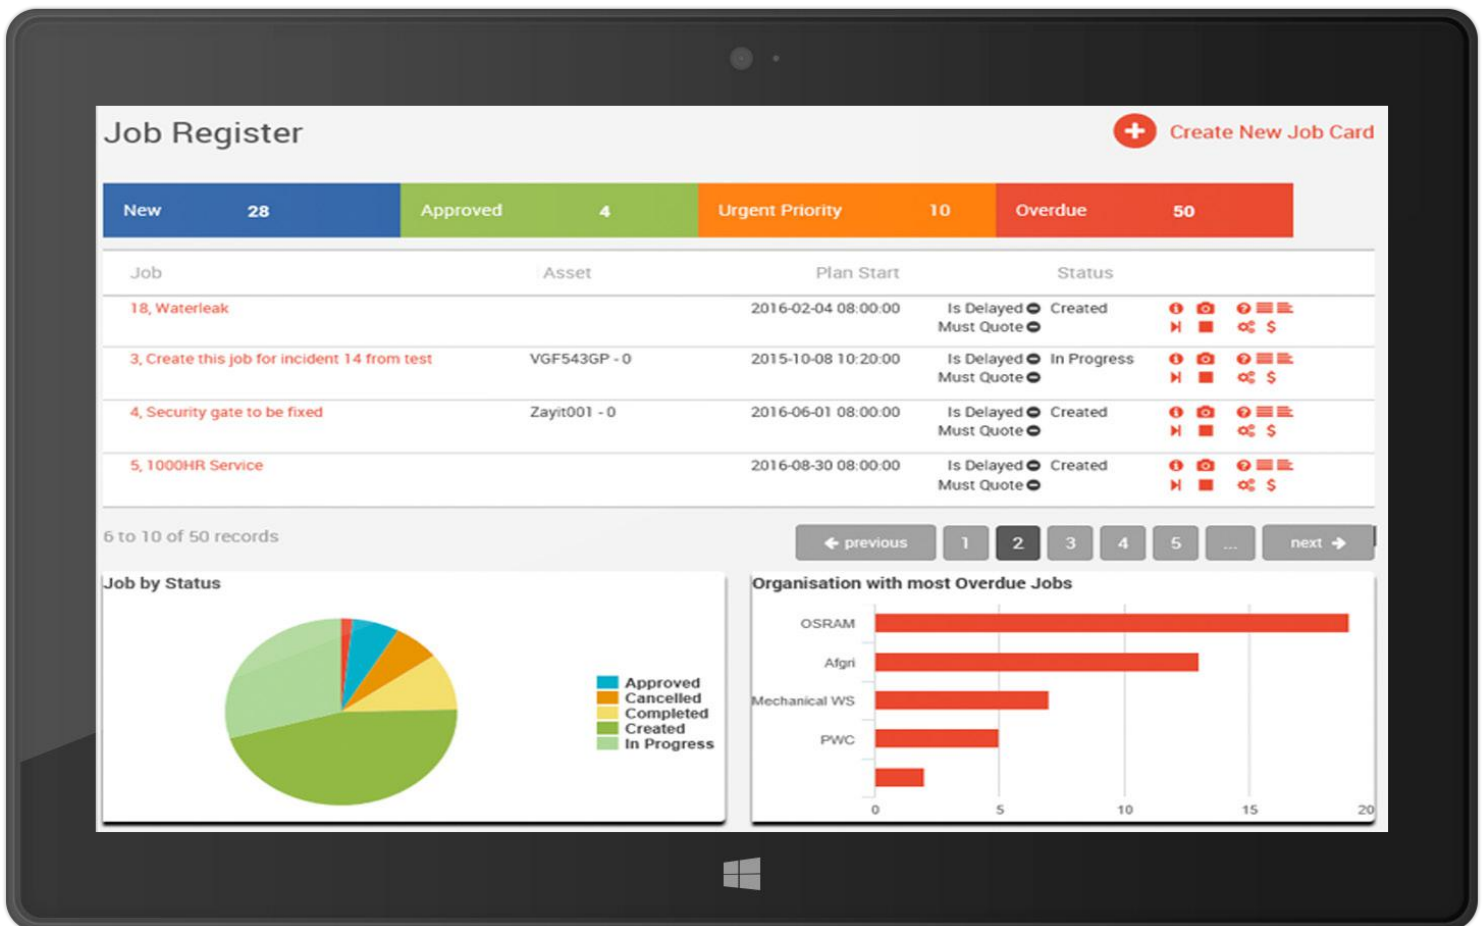 Job Register
Create New Job Card
New 28 Approved 4 Urgent Priority 10 Overdue 50
Job Asset Plan Start Status
18, Waterleak 2016-02-04 08:00:00 Is Delayed Created
Must Quote
3, Create this job for incident 14 from test VGF543GP - 0 2015-10-08 10:20:00 Is Delayed In Progress
Must Quote
4, Security gate to be fixed Zayit001 - 0 2016-06-01 08:00:00 Is Delayed Created
Must Quote
5, 1000HR Service 2016-08-30 08:00:00 Is Delayed Created
Must Quote
6 to 10 of 50 records
previous 1 2 3 4 5 ... next
Job by Status
Approved
Cancelled
Completed
Created
In Progress
Organisation with most Overdue Jobs
OSRAM
Afgri
Mechanical WS
PWC
0 5 10 15 20